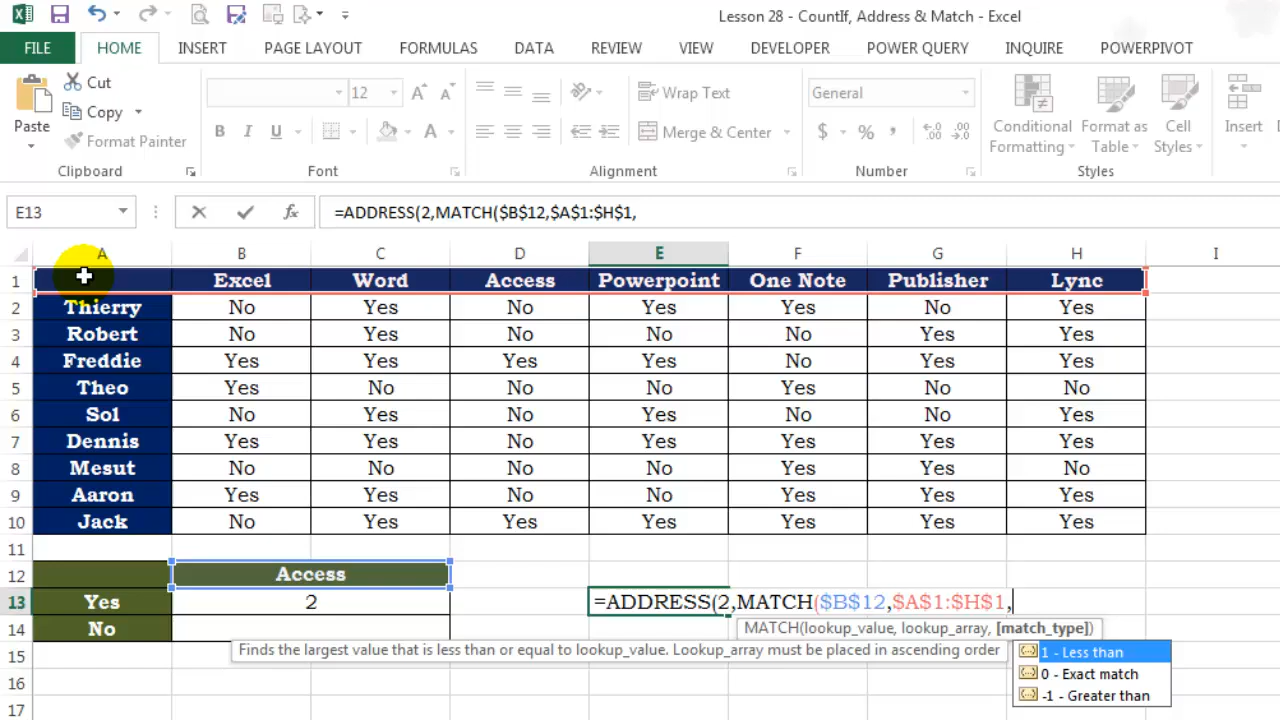 Lesson 28 - CountIf, Address & Match - Excel
FILE HOME INSERT PAGE LAYOUT FORMULAS DATA REVIEW VIEW DEVELOPER POWER QUERY INQUIRE POWERPIVOT
Paste Cut Copy Format Painter
Clipboard
12 A A
B I U A
Font
Wrap Text
Merge & Center
Alignment
General
$ % , .0 .00 .00 .0
Number
Conditional Formatting
Format as Table
Cell Styles
Styles
Insert
E13 fx =ADDRESS(2,MATCH($B$12,$A$1:$H$1,
A B C D E F G H I
1 Excel Word Access Powerpoint One Note Publisher Lync
2 Thierry No Yes No Yes Yes No Yes
3 Robert No Yes No No No Yes Yes
4 Freddie Yes Yes Yes Yes No Yes Yes
5 Theo Yes No No No Yes No No
6 Sol No Yes No Yes No No Yes
7 Dennis Yes Yes No Yes Yes Yes Yes
8 Mesut No No No No Yes Yes No
9 Aaron Yes Yes No No Yes Yes Yes
10 Jack No Yes Yes Yes Yes Yes Yes
11
12 Access
13 Yes 2 =ADDRESS(2,MATCH($B$12,$A$1:$H$1,
14 No MATCH(lookup_value, lookup_array, [match_type])
15 Finds the largest value that is less than or equal to lookup_value. Lookup_array must be placed in ascending order 1 - Less than
16 0 - Exact match
-1 - Greater than
17